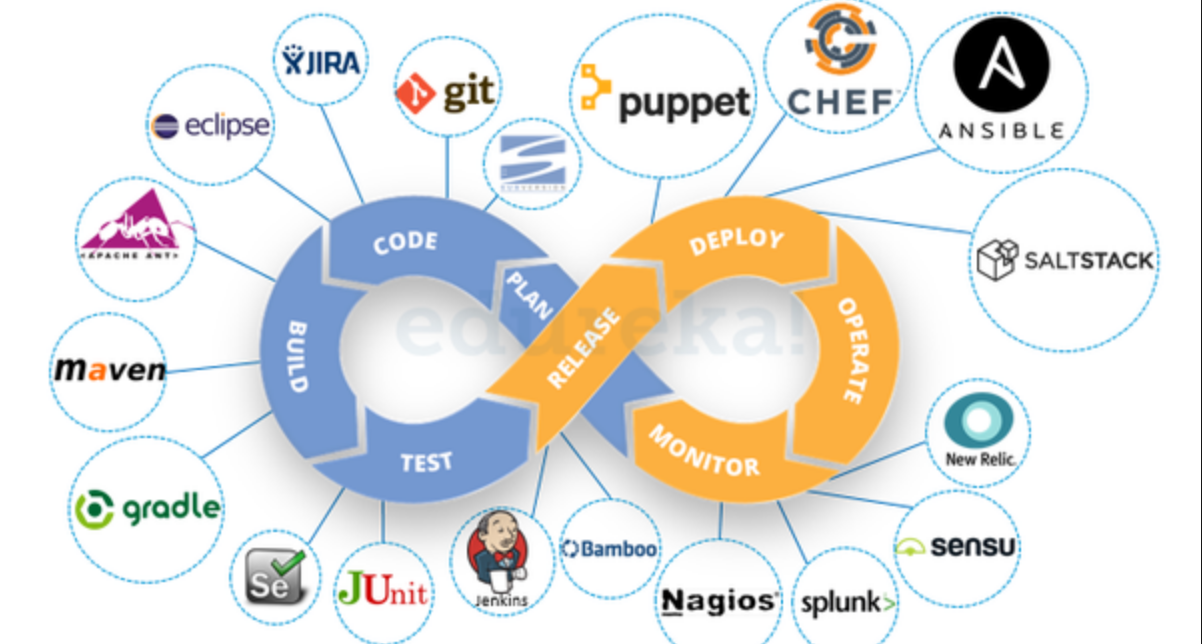 JIRA
git
eclipse
SUBVERSION
puppet
CHEF
ANSIBLE
APACHE ANT
CODE
DEPLOY
PLAN
SALTSTACK
edureka!
BUILD
RELEASE
OPERATE
maven
TEST
MONITOR
New Relic.
gradle
Se
JUnit
Jenkins
Bamboo
Nagios
splunk>
sensu